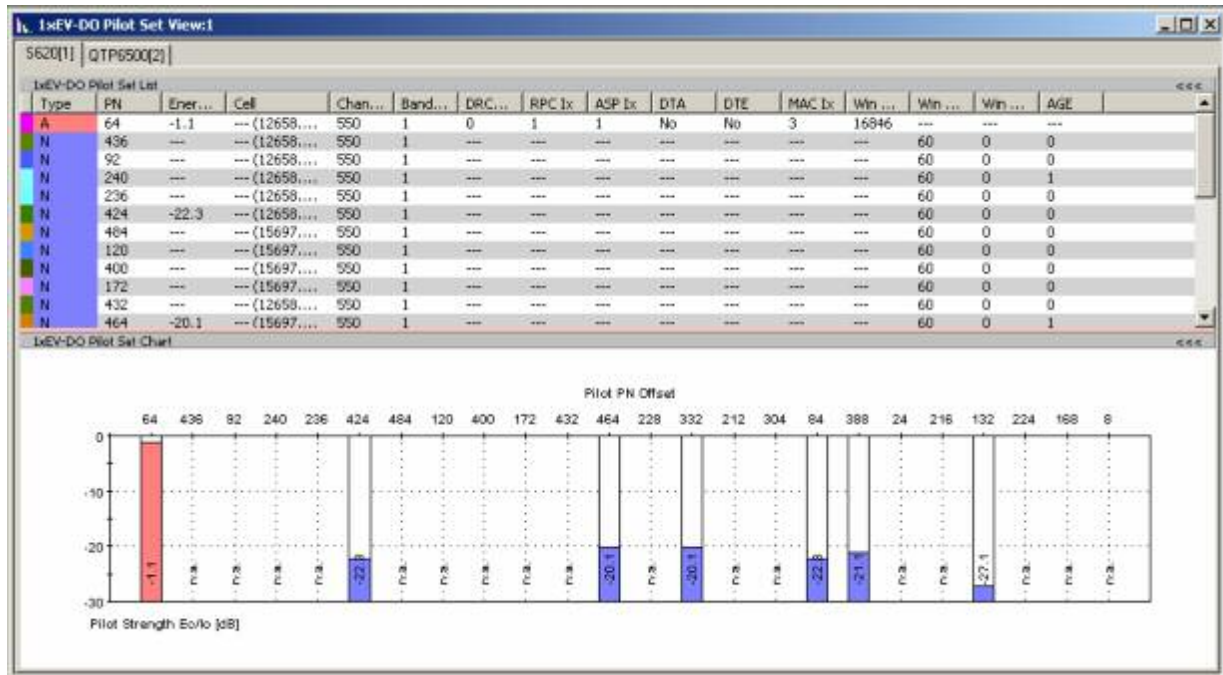 1xEV-DO Pilot Set View:1
S620[1] QTP6500[2]
1xEV-DO Pilot Set List <<<
Type PN Ener... Cell Chan... Band... DRC... RPC Ix ASP Ix DTA DTE MAC Ix Win ... Win ... Win ... AGE
A 64 -1.1 --- (12658.... 550 1 0 1 1 No No 3 16846 --- --- ---
N 436 --- --- (12658.... 550 1 --- --- --- --- --- --- --- 60 0 0
N 92 --- --- (12658.... 550 1 --- --- --- --- --- --- --- 60 0 0
N 240 --- --- (12658.... 550 1 --- --- --- --- --- --- --- 60 0 1
N 236 --- --- (12658.... 550 1 --- --- --- --- --- --- --- 60 0 0
N 424 -22.3 --- (12658.... 550 1 --- --- --- --- --- --- --- 60 0 0
N 484 --- --- (15697.... 550 1 --- --- --- --- --- --- --- 60 0 0
N 120 --- --- (15697.... 550 1 --- --- --- --- --- --- --- 60 0 0
N 400 --- --- (15697.... 550 1 --- --- --- --- --- --- --- 60 0 0
N 172 --- --- (15697.... 550 1 --- --- --- --- --- --- --- 60 0 0
N 432 --- --- (12658.... 550 1 --- --- --- --- --- --- --- 60 0 0
N 464 -20.1 --- (15697.... 550 1 --- --- --- --- --- --- --- 60 0 1
1xEV-DO Pilot Set Chart <<<
Pilot PN Offset
64 436 92 240 236 424 484 120 400 172 432 464 228 332 212 304 84 388 24 216 132 224 168 8
0
-10
-20
-30
-1.1 n.a. n.a. n.a. n.a. n.a. n.a. n.a. n.a. n.a. -20.1 n.a. -20.1 n.a. n.a. -21.1 n.a. n.a. -27.1 n.a. n.a. n.a.
Pilot Strength Ec/Io [dB]